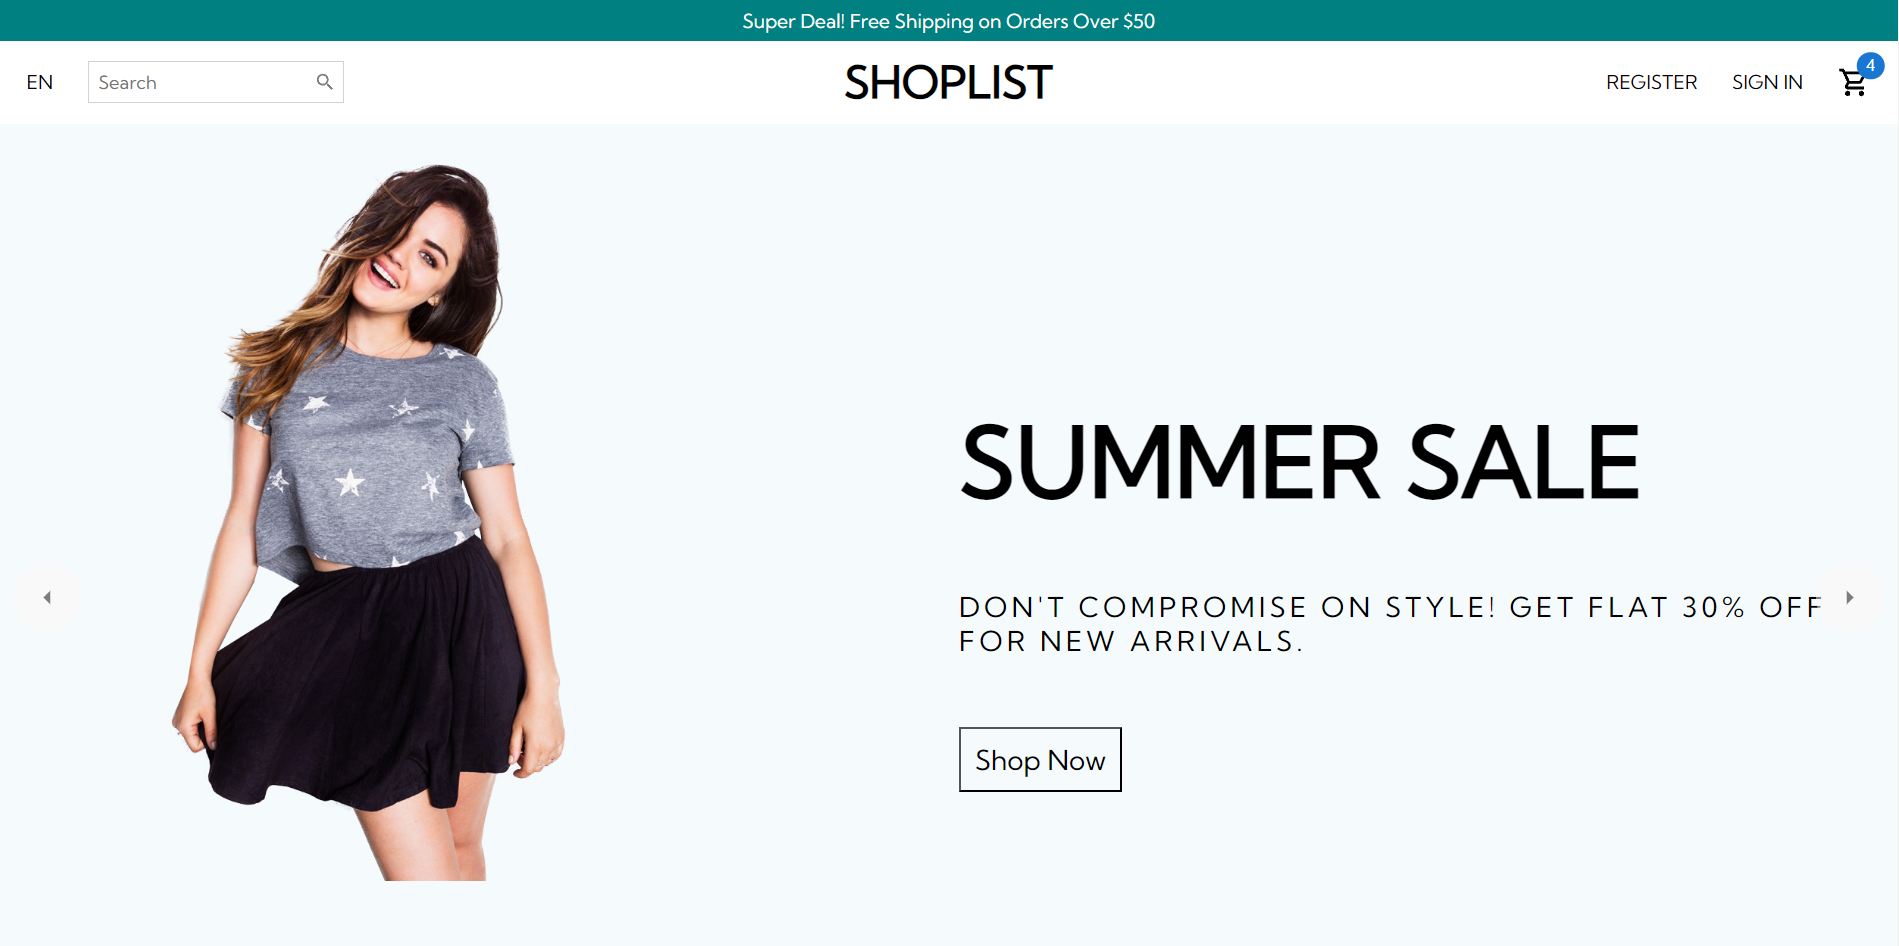 Super Deal! Free Shipping on Orders Over $50
EN
Search
SHOPLIST
REGISTER
SIGN IN
4
SUMMER SALE
DON'T COMPROMISE ON STYLE! GET FLAT 30% OFF
FOR NEW ARRIVALS.
Shop Now